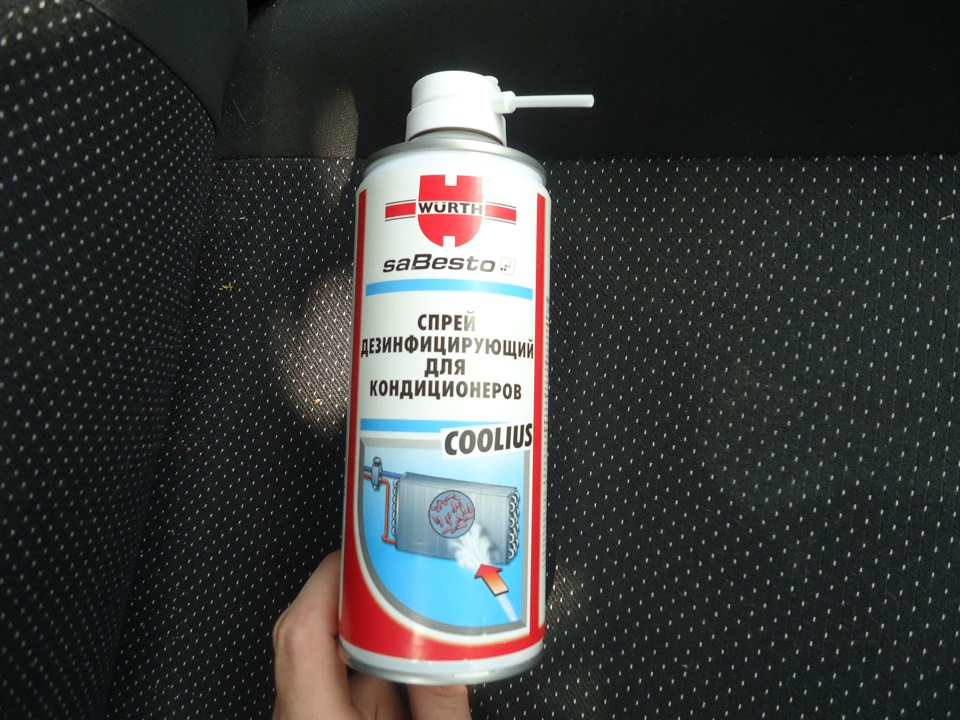 WÜRTH
saBesto
СПРЕЙ
ДЕЗИНФИЦИРУЮЩИЙ
ДЛЯ
КОНДИЦИОНЕРОВ
COOLIUS